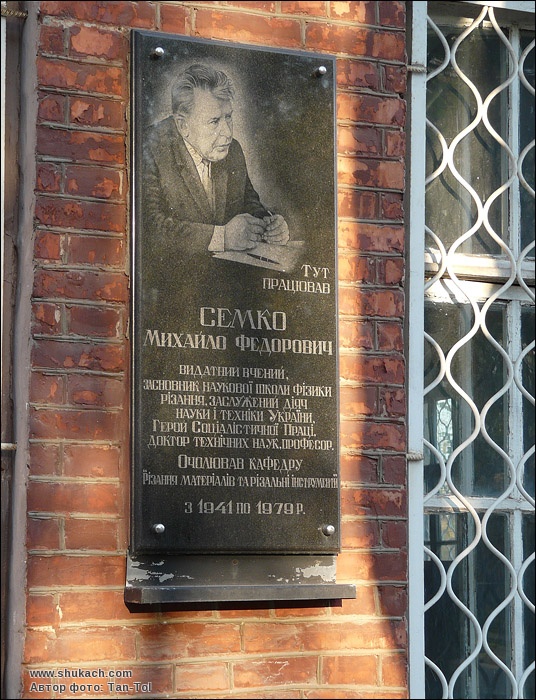 Тут
працював
Семко
Михайло Федорович
видатний вчений,
засновник наукової школи фізики
різання, заслужений діяч
науки і техніки України,
Герой Соціалістичної Праці,
доктор технічних наук, професор.
Очолював кафедру
"Різання матеріалів та різальні інструменти"
з 1941 по 1979 р.
www.shukach.com
Автор фото: Tan-Tol